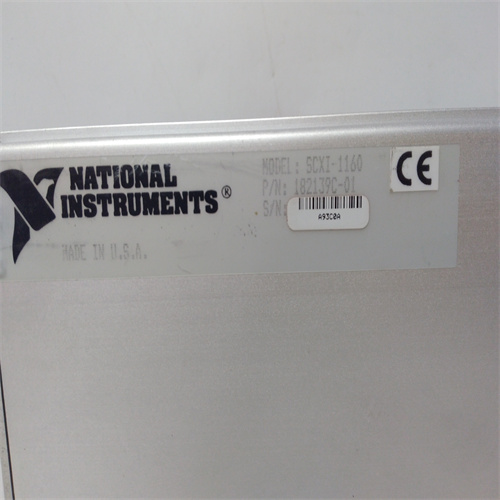 NATIONAL
INSTRUMENTS®
MADE IN U.S.A.
MODEL: SCXI-1160
P/N: 182139C-01
S/N:
A93C0A
CE